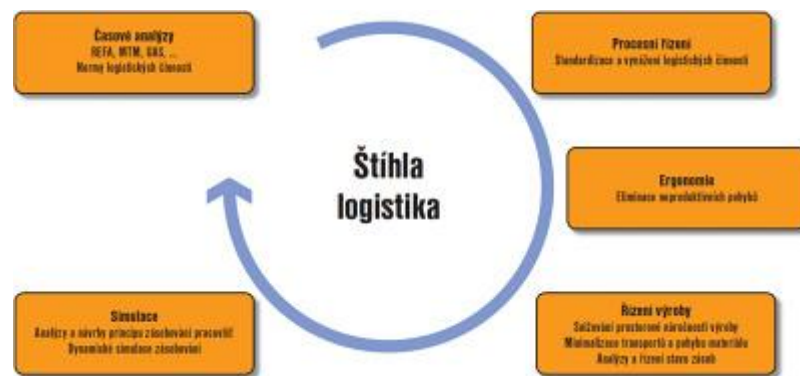 Časové analýzy
REFA, MTM, UAS, ...
Normy logistických činností
Procesní řízení
Standardizace a vyvážení logistických činností
Štíhla
logistika
Ergonomie
Eliminace neproduktivních pohybů
Simulace
Analýzy a návrhy principu zásobování pracovišť
Dynamické simulace zásobování
Řízení výroby
Snižování prostorové náročnosti výroby
Minimalizace transportů a pohybu materiálu
Analýzy a řízení stavu zásob